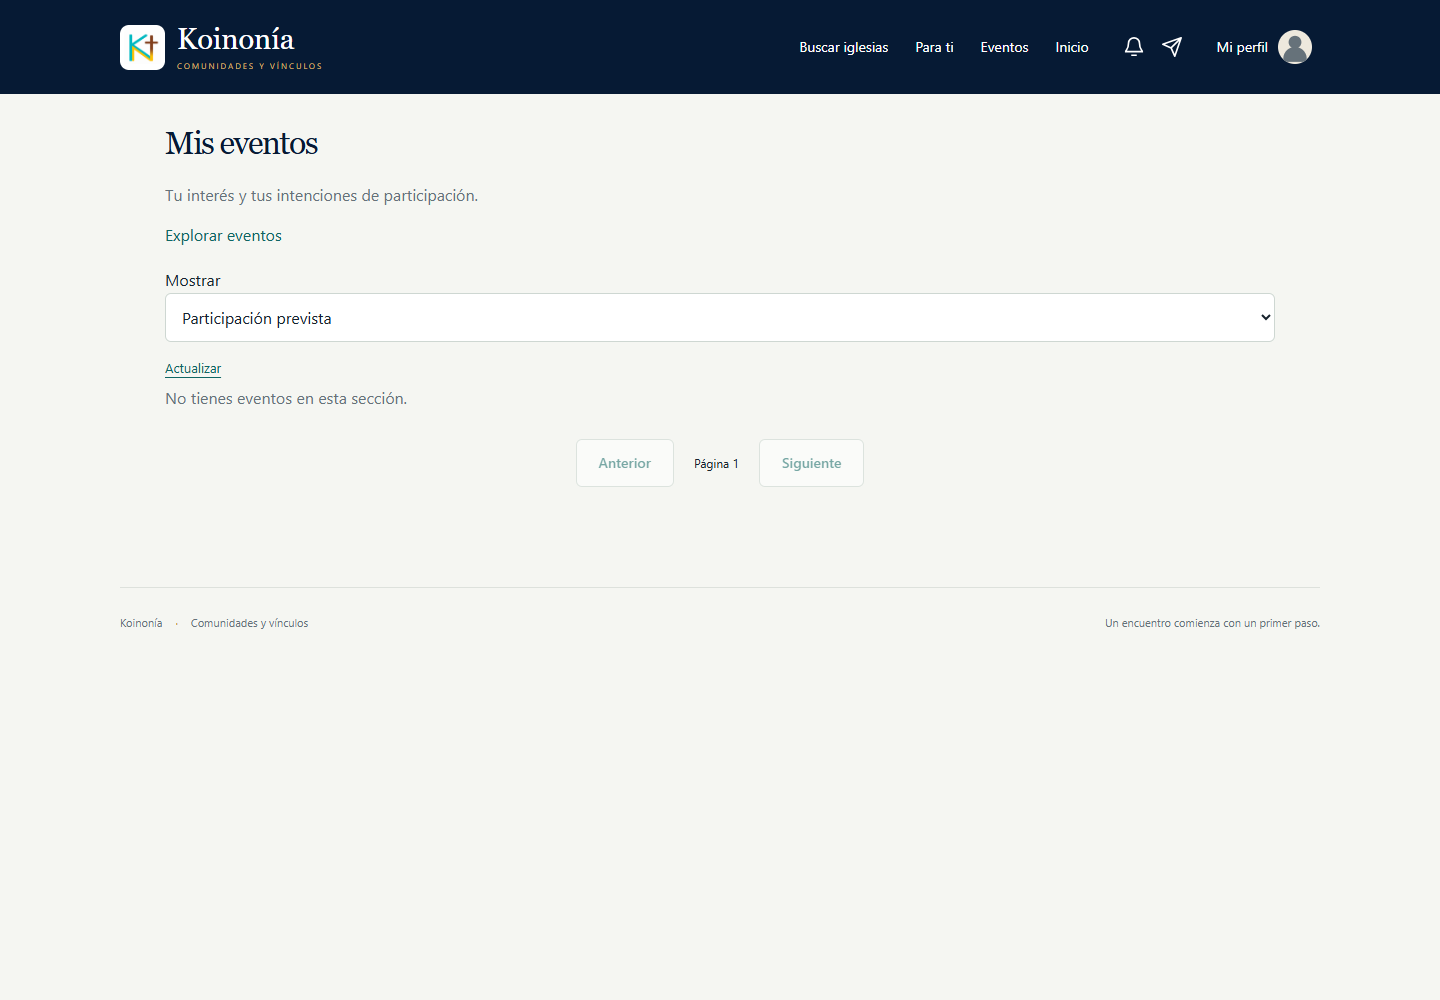 Koinonía
COMUNIDADES Y VÍNCULOS
Buscar iglesias
Para ti
Eventos
Inicio
Mi perfil
Mis eventos
Tu interés y tus intenciones de participación.
Explorar eventos
Mostrar
Participación prevista
Actualizar
No tienes eventos en esta sección.
Anterior
Página 1
Siguiente
Koinonía · Comunidades y vínculos
Un encuentro comienza con un primer paso.